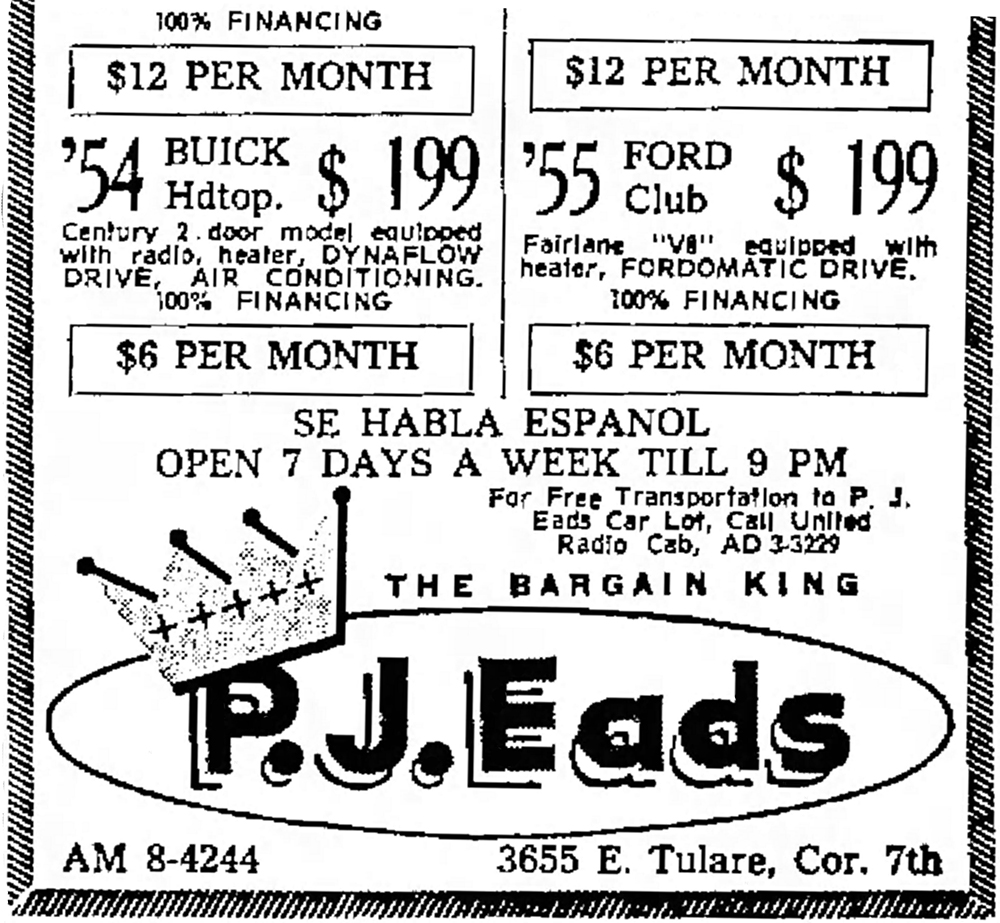 100% FINANCING
$12 PER MONTH
'54 BUICK Hdtop. $ 199
Century 2-door model equipped
with radio, heater, DYNAFLOW
DRIVE, AIR CONDITIONING.
100% FINANCING
$6 PER MONTH
$12 PER MONTH
'55 FORD Club $ 199
Fairlane "V8" equipped with
heater, FORDOMATIC DRIVE.
100% FINANCING
$6 PER MONTH
SE HABLA ESPANOL
OPEN 7 DAYS A WEEK TILL 9 PM
For Free Transportation to P. J.
Eads Car Lot, Call United
Radio Cab, AD 3-3229
THE BARGAIN KING
P.J. Eads
AM 8-4244
3655 E. Tulare, Cor. 7th